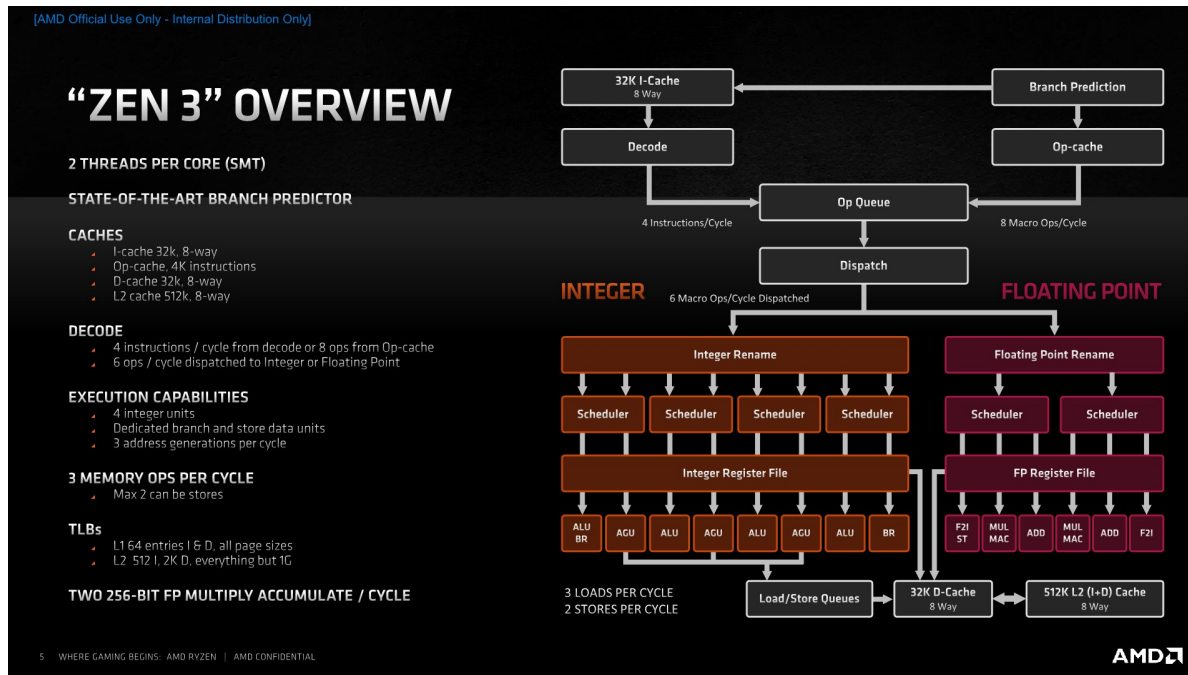 [AMD Official Use Only - Internal Distribution Only]
“ZEN 3” OVERVIEW
2 THREADS PER CORE (SMT)
STATE-OF-THE-ART BRANCH PREDICTOR
CACHES
I-cache 32k, 8-way
Op-cache, 4K instructions
D-cache 32k, 8-way
L2 cache 512k, 8-way
DECODE
4 instructions / cycle from decode or 8 ops from Op-cache
6 ops / cycle dispatched to Integer or Floating Point
EXECUTION CAPABILITIES
4 integer units
Dedicated branch and store data units
3 address generations per cycle
3 MEMORY OPS PER CYCLE
Max 2 can be stores
TLBs
L1 64 entries I & D, all page sizes
L2 512 I, 2K D, everything but 1G
TWO 256-BIT FP MULTIPLY ACCUMULATE / CYCLE
32K I-Cache
8 Way
Branch Prediction
Decode
Op-cache
Op Queue
4 Instructions/Cycle
8 Macro Ops/Cycle
Dispatch
INTEGER
6 Macro Ops/Cycle Dispatched
FLOATING POINT
Integer Rename
Floating Point Rename
Scheduler
Scheduler
Scheduler
Scheduler
Scheduler
Scheduler
Integer Register File
FP Register File
ALU
BR
AGU
ALU
AGU
ALU
AGU
ALU
BR
F2I
ST
MUL
MAC
ADD
MUL
MAC
ADD
F2I
3 LOADS PER CYCLE
2 STORES PER CYCLE
Load/Store Queues
32K D-Cache
8 Way
512K L2 (I+D) Cache
8 Way
5 WHERE GAMING BEGINS: AMD RYZEN | AMD CONFIDENTIAL
AMD